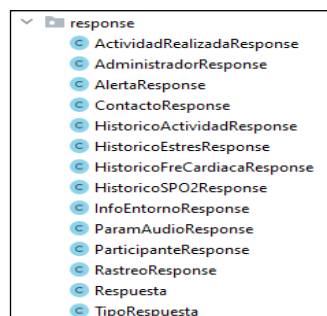 response
C ActividadRealizadaResponse
C AdministradorResponse
C AlertaResponse
C ContactoResponse
C HistoricoActividadResponse
C HistoricoEstresResponse
C HistoricoFreCardiacaResponse
C HistoricoSPO2Response
C InfoEntornoResponse
C ParamAudioResponse
C ParticipanteResponse
C RastreoResponse
C Respuesta
C TipoRespuesta